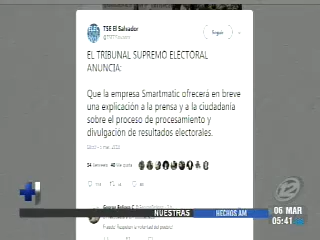 TSE El Salvador
Seguir
EL TRIBUNAL SUPREMO ELECTORAL
ANUNCIA:
Que la empresa Smartmatic ofrecerá en breve
una explicación a la prensa y a la ciudadanía
sobre el proceso de procesamiento y
divulgación de resultados electorales.
12
NUESTRAS
HECHOS AM
06 MAR
05:41